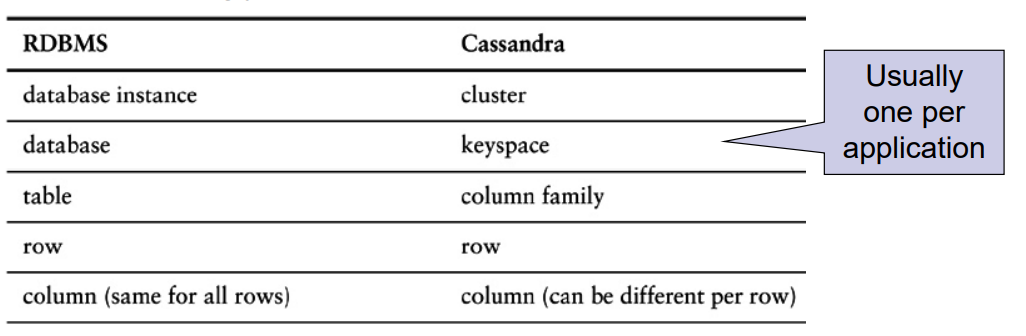 RDBMS Cassandra
database instance cluster
database keyspace
table column family
row row
column (same for all rows) column (can be different per row)
Usually
one per
application